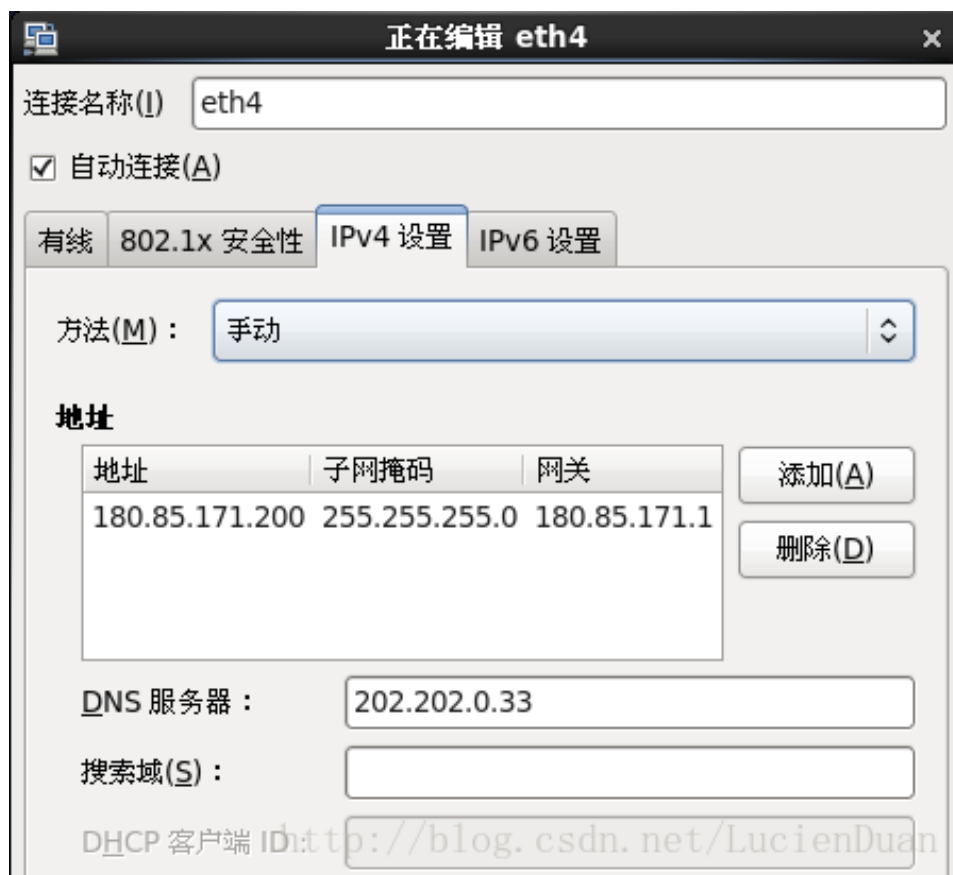 正在编辑 eth4
连接名称(I) eth4
自动连接(A)
有线 802.1x 安全性 IPv4 设置 IPv6 设置
方法(M)： 手动
地址
地址 子网掩码 网关 添加(A)
180.85.171.200 255.255.255.0 180.85.171.1
删除(D)
DNS 服务器： 202.202.0.33
搜索域(S)：
DHCP 客户端 ID：
http://blog.csdn.net/LucienDuan